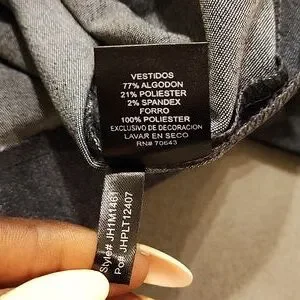 VESTIDOS
77% ALGODON
21% POLIESTER
2% SPANDEX
FORRO
100% POLIESTER
EXCLUSIVO DE DECORACION
LAVAR EN SECO
RN# 70643
Style# JH1M1461
Po# JHPLT12407